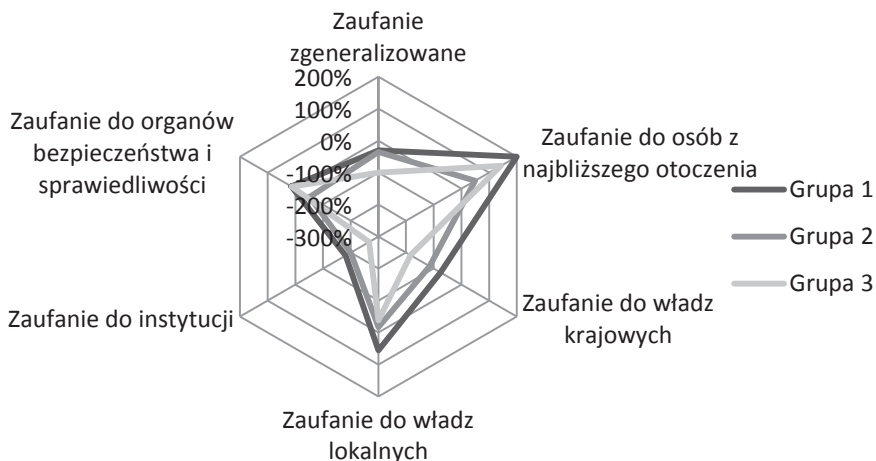 Zaufanie
zgeneralizowane
200%
100%
0%
-100%
-200%
-300%
Zaufanie do osób z
najbliższego otoczenia
Zaufanie do władz
krajowych
Zaufanie do władz
lokalnych
Zaufanie do instytucji
Zaufanie do organów
bezpieczeństwa i
sprawiedliwości
Grupa 1
Grupa 2
Grupa 3